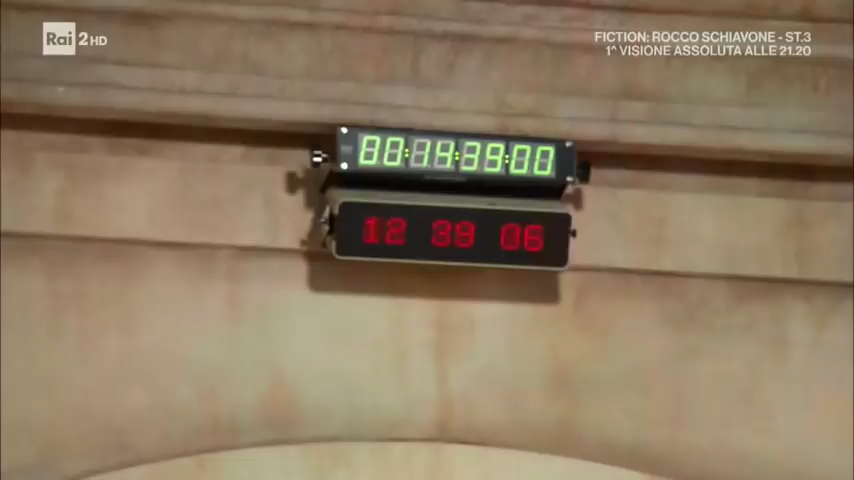 Rai 2HD
FICTION: ROCCO SCHIAVONE - ST.3
1^ VISIONE ASSOLUTA ALLE 21.20
00:14:39:00
12 39 06